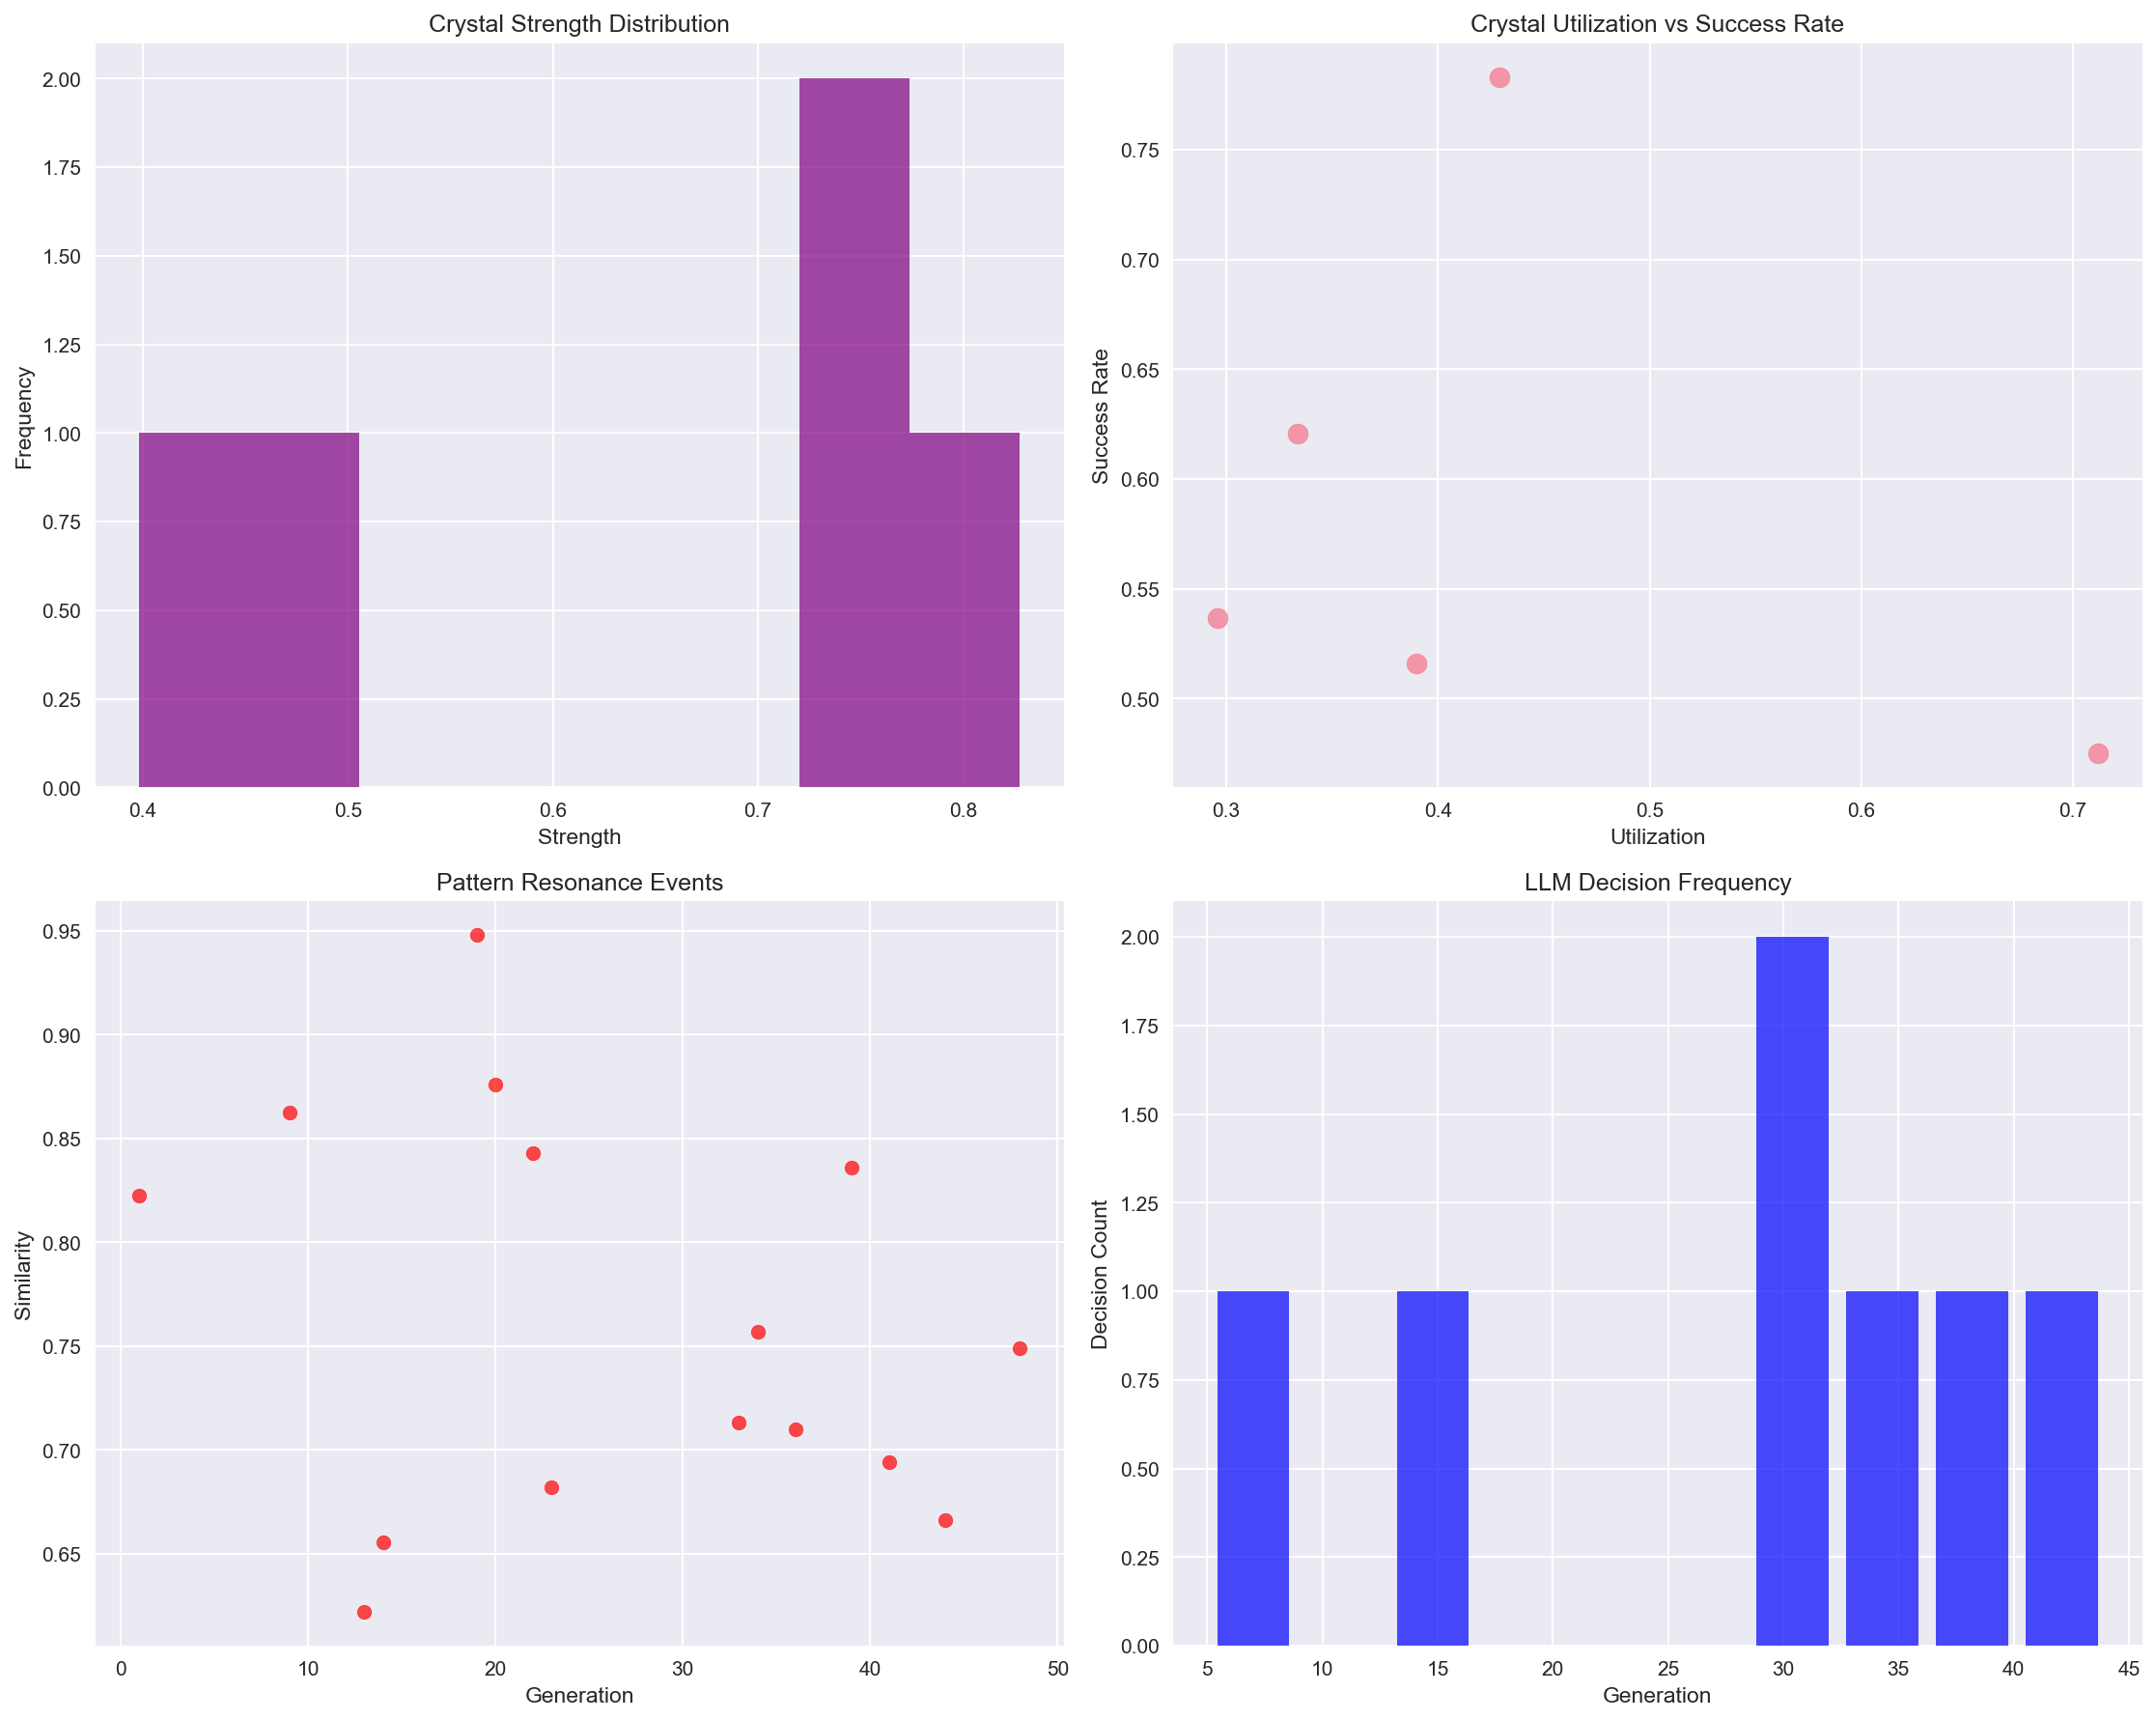 Crystal Strength Distribution
2.00
1.75
1.50
1.25
1.00
0.75
0.50
0.25
0.00
Frequency
0.4 0.5 0.6 0.7 0.8
Strength
Crystal Utilization vs Success Rate
0.75
0.70
0.65
0.60
0.55
0.50
Success Rate
0.3 0.4 0.5 0.6 0.7
Utilization
Pattern Resonance Events
0.95
0.90
0.85
0.80
0.75
0.70
0.65
Similarity
0 10 20 30 40 50
Generation
LLM Decision Frequency
2.00
1.75
1.50
1.25
1.00
0.75
0.50
0.25
0.00
Decision Count
5 10 15 20 25 30 35 40 45
Generation